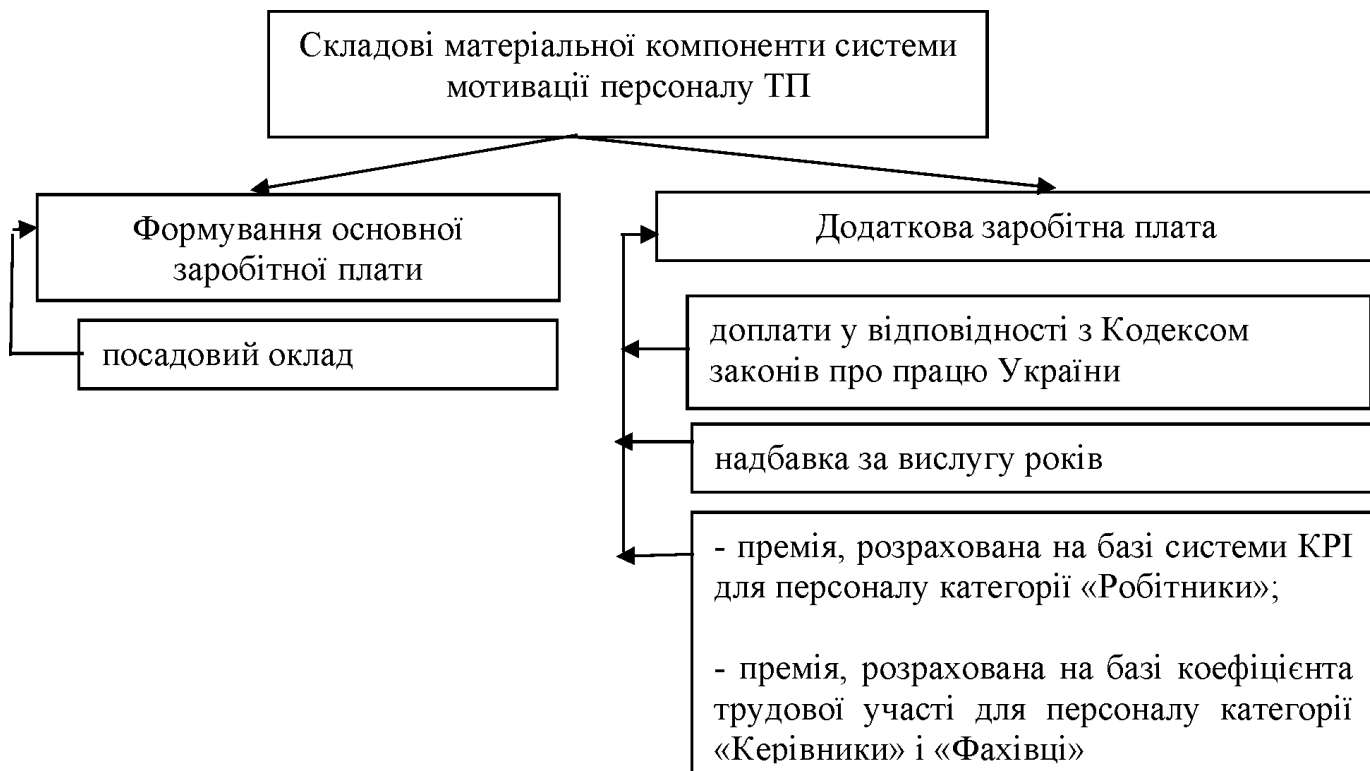 Складові матеріальної компоненти системи
мотивації персоналу ТП
Формування основної
заробітної плати
посадовий оклад
Додаткова заробітна плата
доплати у відповідності з Кодексом
законів про працю України
надбавка за вислугу років
- премія, розрахована на базі системи КРІ
для персоналу категорії «Робітники»;
- премія, розрахована на базі коефіцієнта
трудової участі для персоналу категорії
«Керівники» і «Фахівці»